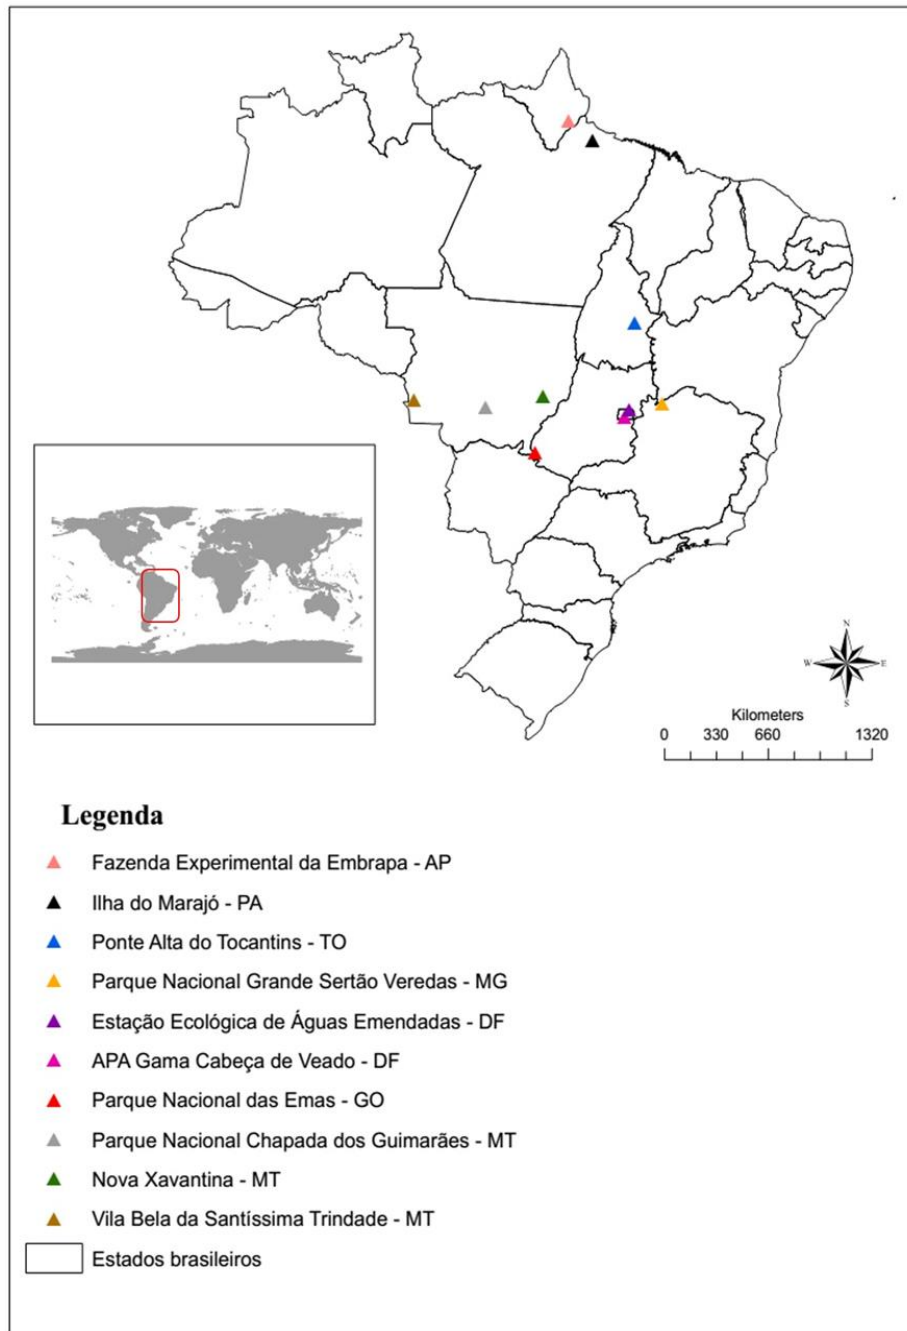 N
W E
S
Kilometers
0 330 660 1320
Legenda
Fazenda Experimental da Embrapa - AP
Ilha do Marajó - PA
Ponte Alta do Tocantins - TO
Parque Nacional Grande Sertão Veredas - MG
Estação Ecológica de Águas Emendadas - DF
APA Gama Cabeça de Veado - DF
Parque Nacional das Emas - GO
Parque Nacional Chapada dos Guimarães - MT
Nova Xavantina - MT
Vila Bela da Santíssima Trindade - MT
Estados brasileiros